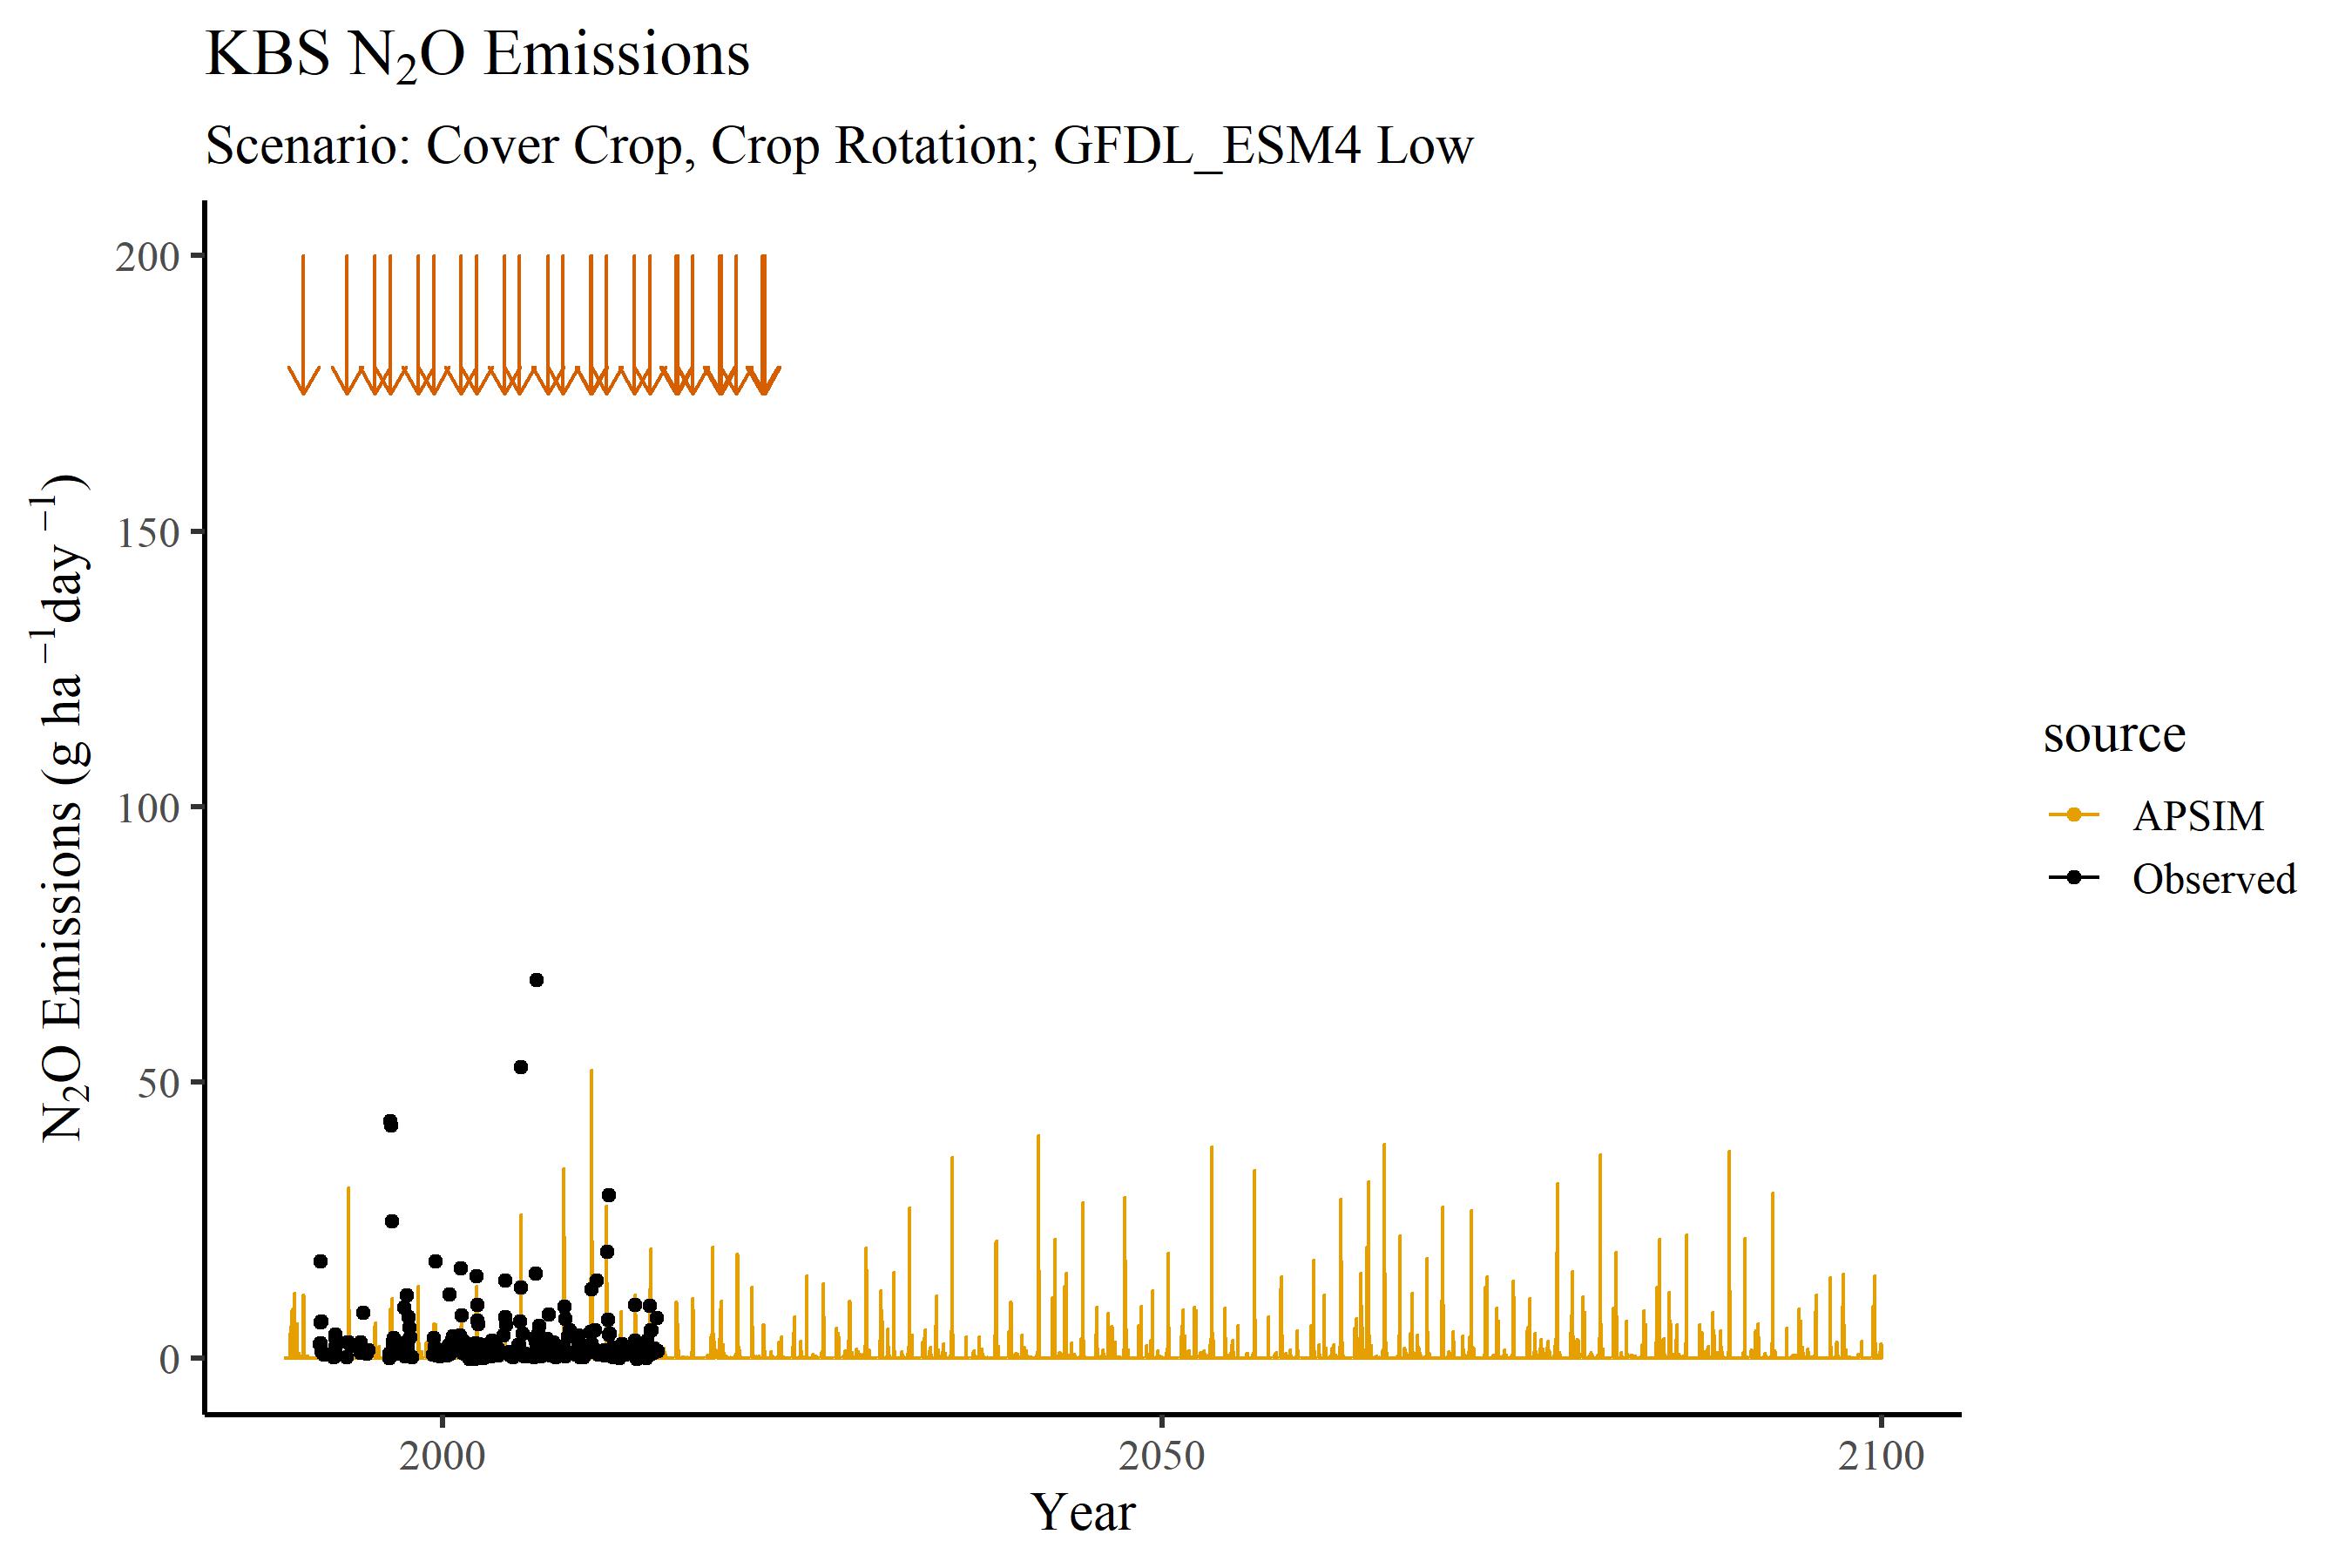 KBS N₂O Emissions
Scenario: Cover Crop, Crop Rotation; GFDL_ESM4 Low
N₂O Emissions (g ha ⁻¹day ⁻¹)
200
150
100
50
0
2000
2050
2100
Year
source
APSIM
Observed